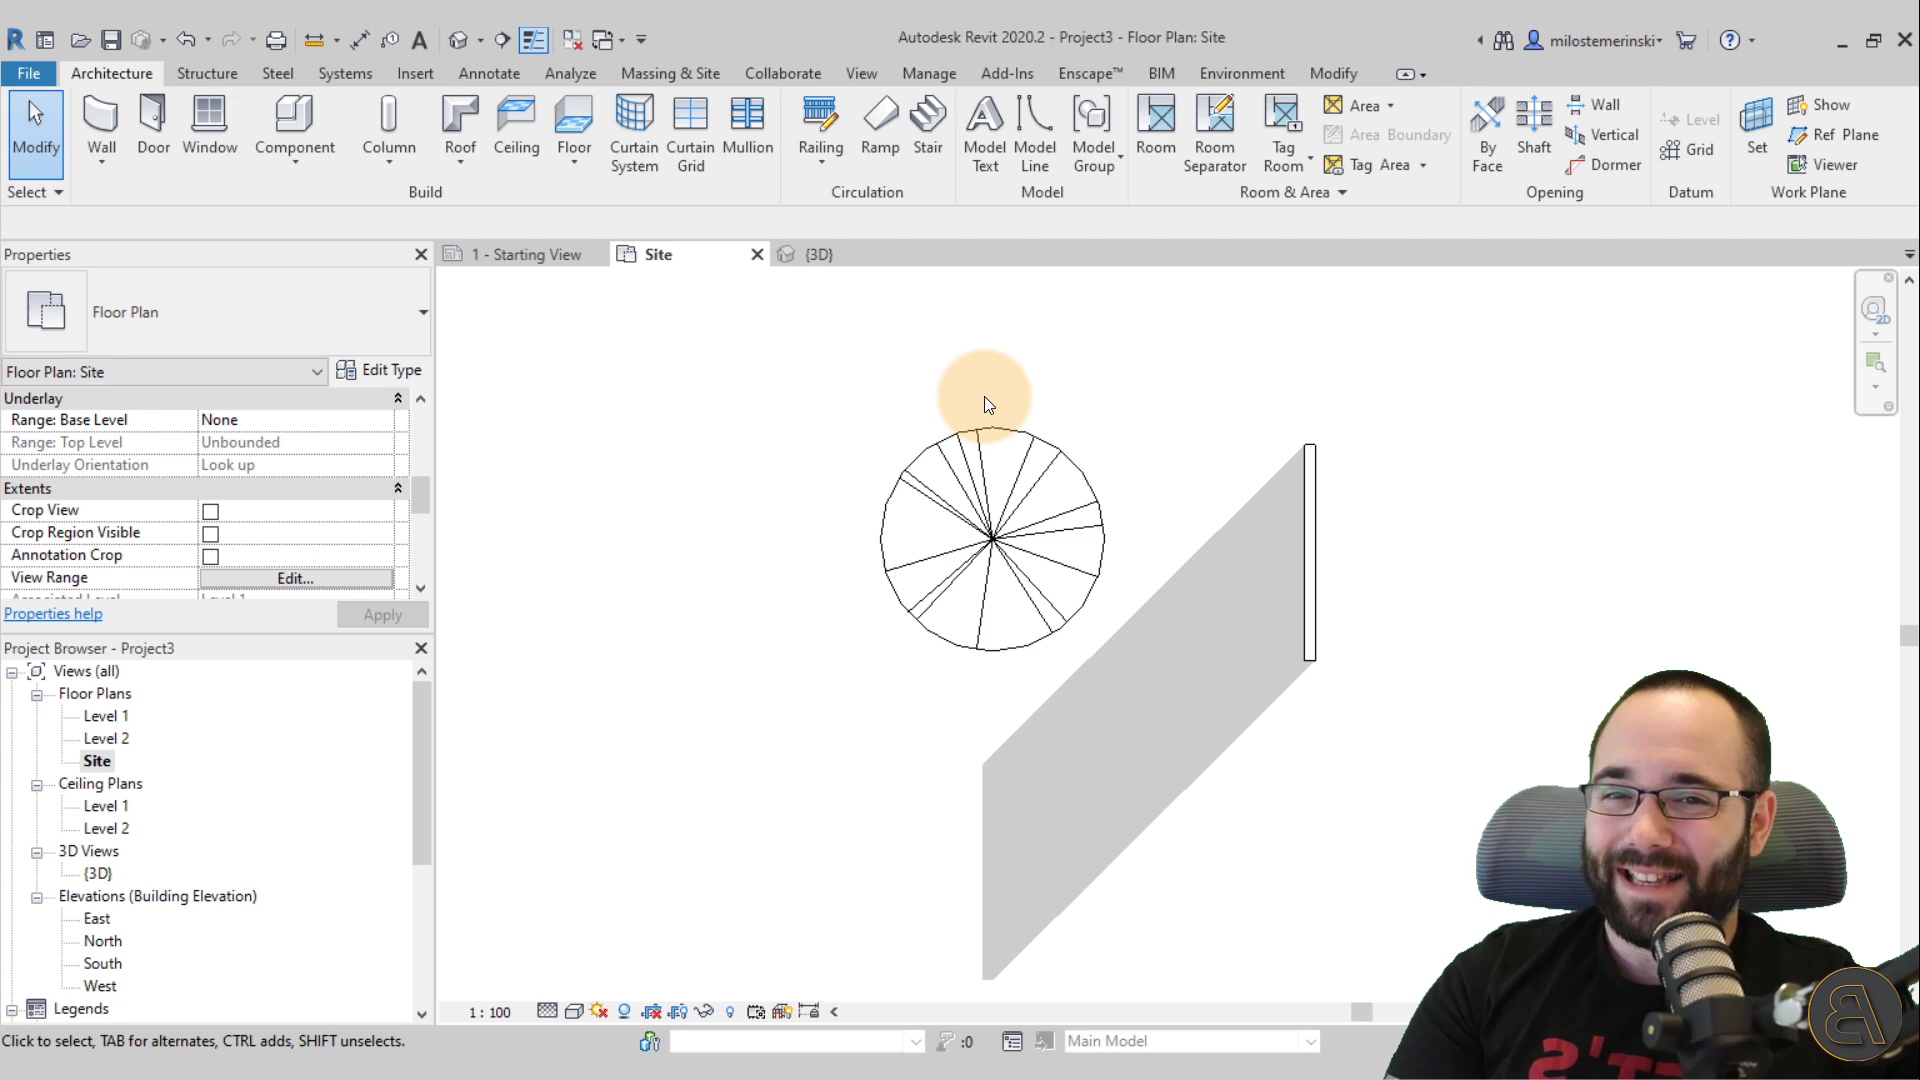 Autodesk Revit 2020.2 - Project3 - Floor Plan: Site
milostemerinski
File Architecture Structure Steel Systems Insert Annotate Analyze Massing & Site Collaborate View Manage Add-Ins Enscape™ BIM Environment Modify
Modify
Wall
Door
Window
Component
Column
Roof
Ceiling
Floor
Curtain System
Curtain Grid
Mullion
Railing
Ramp
Stair
Model Text
Model Line
Model Group
Room
Room Separator
Tag Room
Area
Area Boundary
Tag Area
By Face
Shaft
Wall
Vertical
Dormer
Level
Grid
Set
Show
Ref Plane
Viewer
Select
Build
Circulation
Model
Room & Area
Opening
Datum
Work Plane
Properties
1 - Starting View
Site
{3D}
2D
Floor Plan
Floor Plan: Site
Edit Type
Underlay
Range: Base Level None
Range: Top Level Unbounded
Underlay Orientation Look up
Extents
Crop View
Crop Region Visible
Annotation Crop
View Range Edit...
Properties help
Apply
Project Browser - Project3
Views (all)
Floor Plans
Level 1
Level 2
Site
Ceiling Plans
Level 1
Level 2
3D Views
{3D}
Elevations (Building Elevation)
East
North
South
West
Legends
1 : 100
Click to select, TAB for alternates, CTRL adds, SHIFT unselects.
:0
Main Model